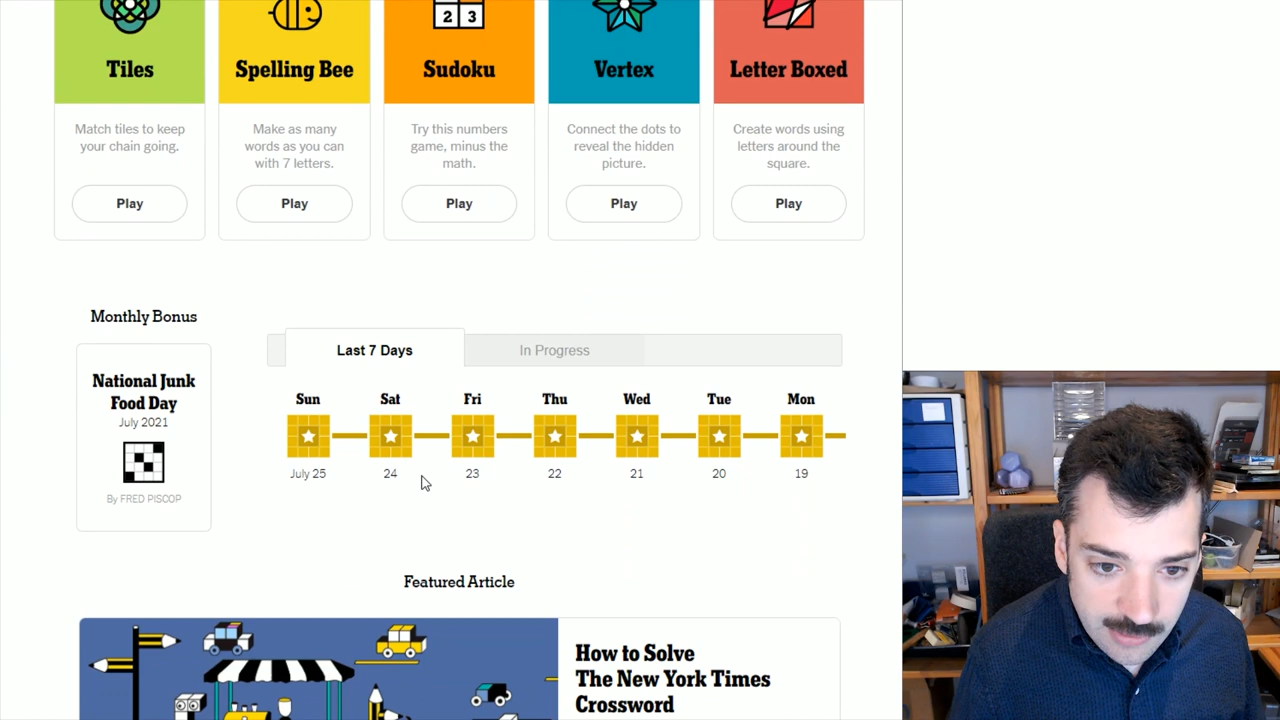 2 3
Tiles
Spelling Bee
Sudoku
Vertex
Letter Boxed
Match tiles to keep
your chain going.
Make as many
words as you can
with 7 letters.
Try this numbers
game, minus the
math.
Connect the dots to
reveal the hidden
picture.
Create words using
letters around the
square.
Play
Play
Play
Play
Play
Monthly Bonus
National Junk
Food Day
July 2021
By FRED PISCOP
Last 7 Days
In Progress
Sun
Sat
Fri
Thu
Wed
Tue
Mon
July 25
24
23
22
21
20
19
Featured Article
How to Solve
The New York Times
Crossword